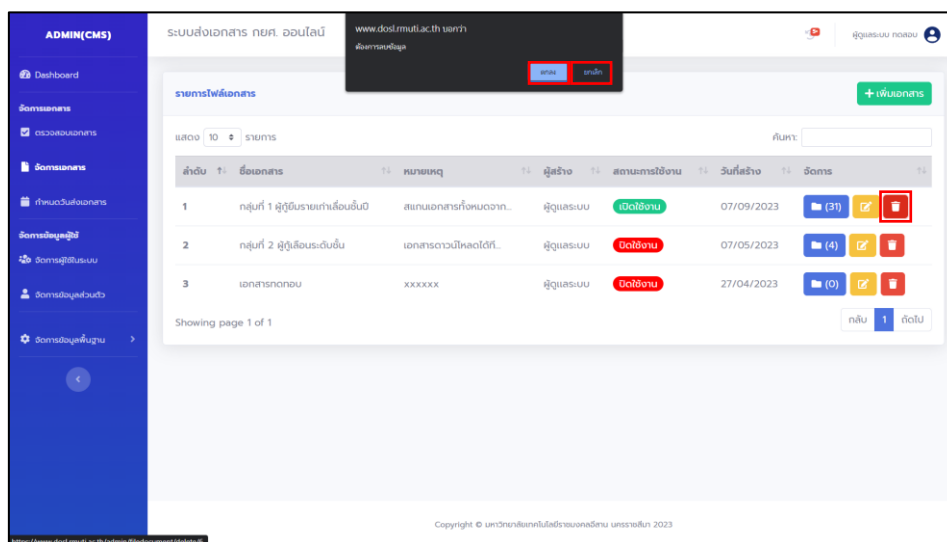 ADMIN(CMS)
ระบบส่งเอกสาร กยศ. ออนไลน์
www.dosl.rmuti.ac.th บอกว่า
ต้องการลบข้อมูล
ตกลง ยกเลิก
ผู้ดูแลระบบ ทดสอบ
Dashboard
จัดการเอกสาร
ตรวจสอบเอกสาร
จัดการเอกสาร
กำหนดวันส่งเอกสาร
จัดการข้อมูลผู้ใช้
จัดการผู้ใช้ในระบบ
จัดการข้อมูลส่วนตัว
จัดการข้อมูลพื้นฐาน
รายการไฟล์เอกสาร
+ เพิ่มเอกสาร
แสดง 10 รายการ
ค้นหา:
ลำดับ ชื่อเอกสาร หมายเหตุ ผู้สร้าง สถานะการใช้งาน วันที่สร้าง จัดการ
1 กลุ่มที่ 1 ผู้กู้ยืมรายเก่าเลื่อนชั้นปี สแกนเอกสารทั้งหมดจาก... ผู้ดูแลระบบ เปิดใช้งาน 07/09/2023 (31)
2 กลุ่มที่ 2 ผู้กู้เลื่อนระดับชั้น เอกสารดาวน์โหลดได้ที่... ผู้ดูแลระบบ ปิดใช้งาน 07/05/2023 (4)
3 เอกสารทดสอบ xxxxxx ผู้ดูแลระบบ ปิดใช้งาน 27/04/2023 (0)
Showing page 1 of 1
กลับ 1 ถัดไป
Copyright © มหาวิทยาลัยเทคโนโลยีราชมงคลอีสาน นครราชสีมา 2023